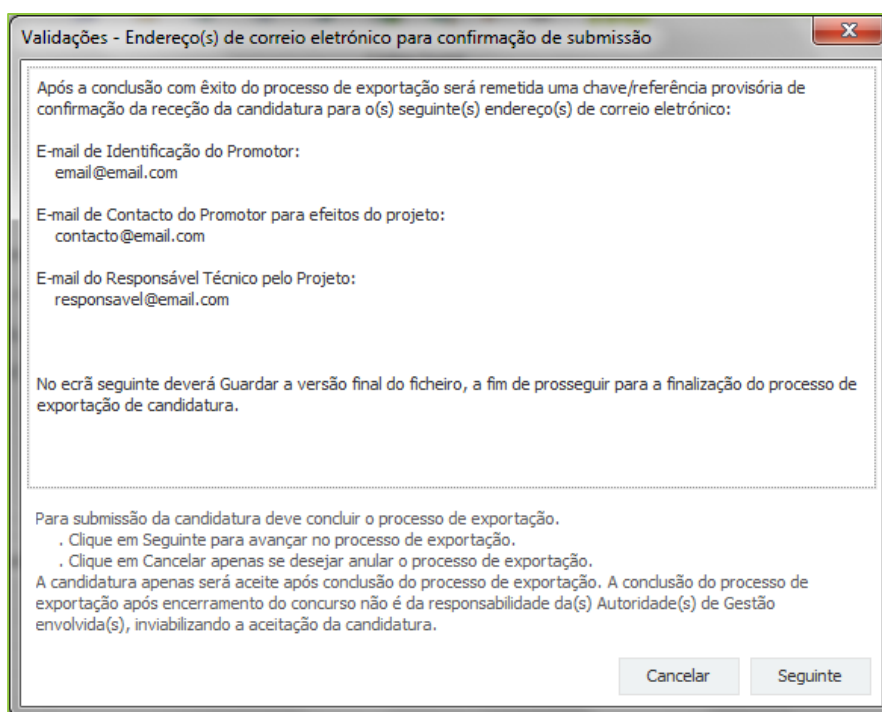 Validações - Endereço(s) de correio eletrónico para confirmação de submissão
Após a conclusão com êxito do processo de exportação será remetida uma chave/referência provisória de
confirmação da receção da candidatura para o(s) seguinte(s) endereço(s) de correio eletrónico:
E-mail de Identificação do Promotor:
email@email.com
E-mail de Contacto do Promotor para efeitos do projeto:
contacto@email.com
E-mail do Responsável Técnico pelo Projeto:
responsavel@email.com
No ecrã seguinte deverá Guardar a versão final do ficheiro, a fim de prosseguir para a finalização do processo de
exportação de candidatura.
Para submissão da candidatura deve concluir o processo de exportação.
. Clique em Seguinte para avançar no processo de exportação.
. Clique em Cancelar apenas se desejar anular o processo de exportação.
A candidatura apenas será aceite após conclusão do processo de exportação. A conclusão do processo de
exportação após encerramento do concurso não é da responsabilidade da(s) Autoridade(s) de Gestão
envolvida(s), inviabilizando a aceitação da candidatura.
Cancelar Seguinte